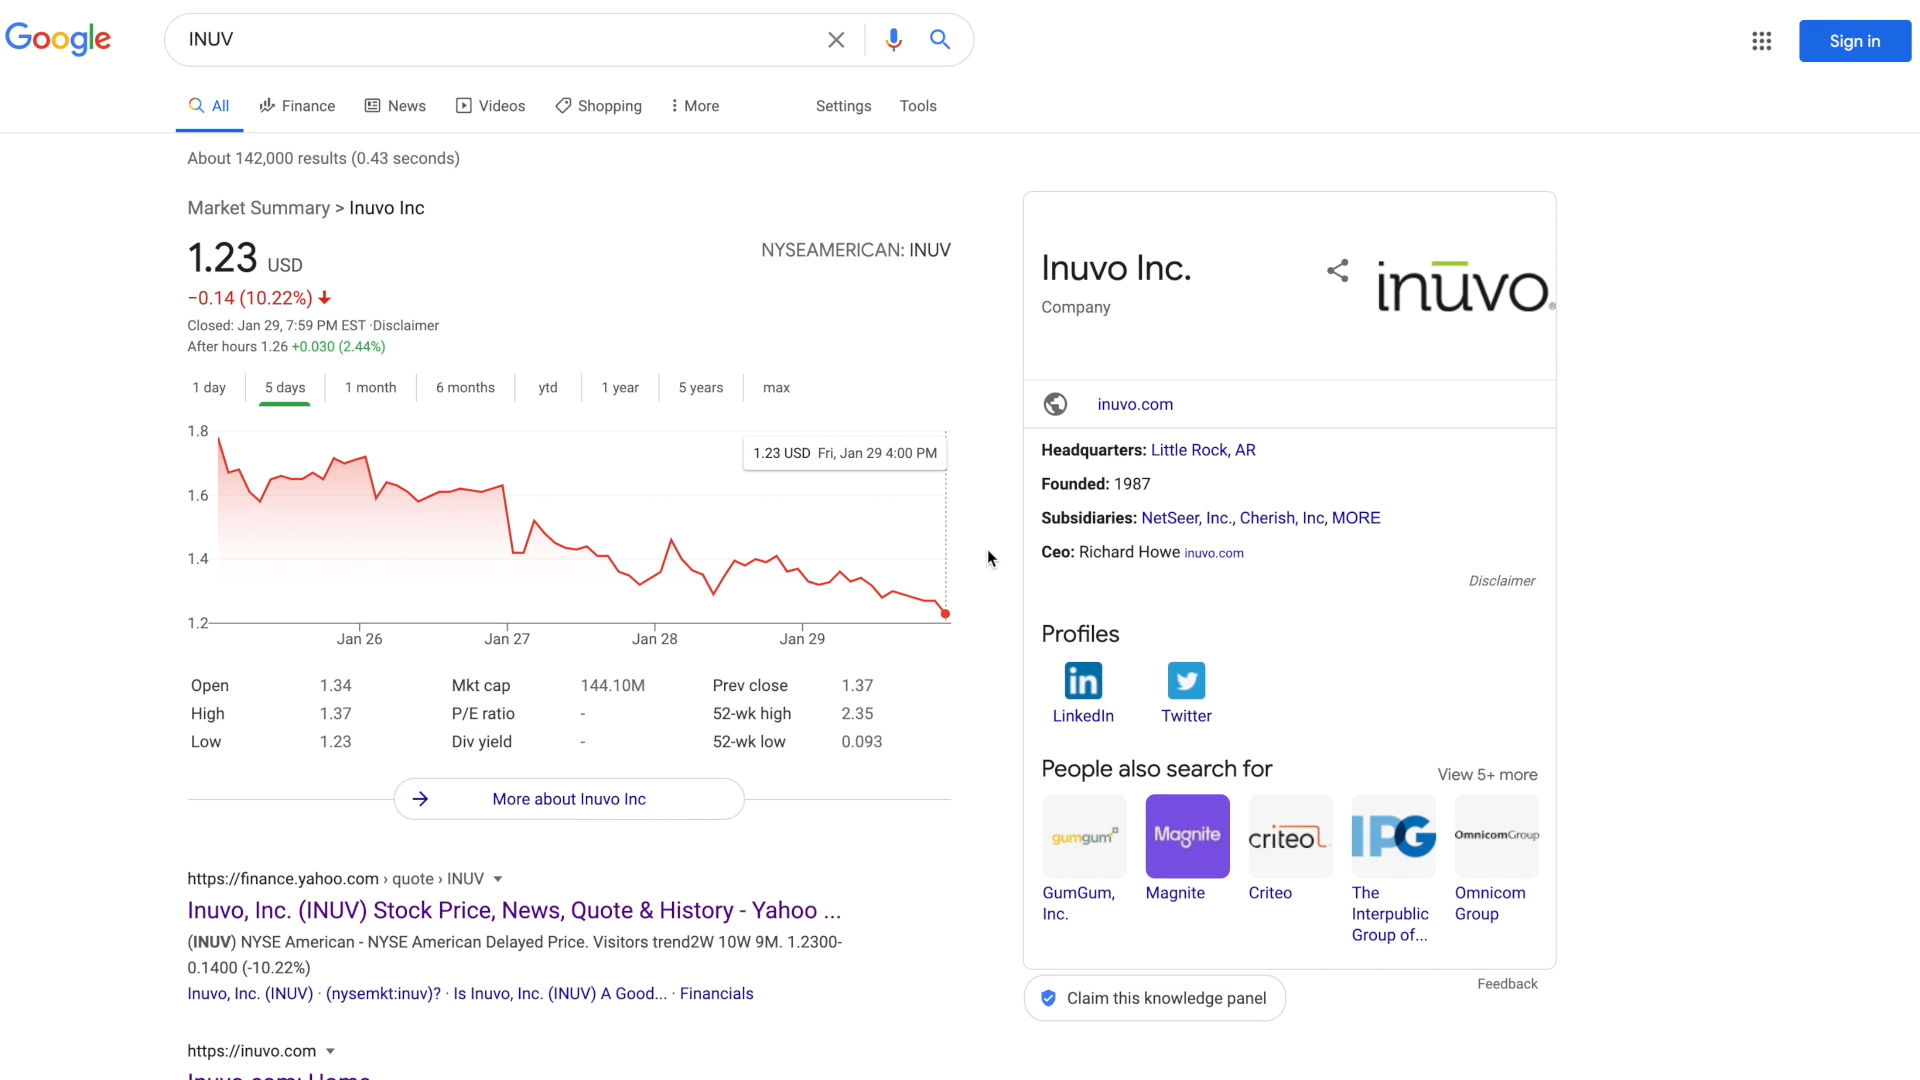 Google
INUV
Sign in
All
Finance
News
Videos
Shopping
More
Settings
Tools
About 142,000 results (0.43 seconds)
Market Summary > Inuvo Inc
1.23 USD
NYSEAMERICAN: INUV
−0.14 (10.22%)
Closed: Jan 29, 7:59 PM EST ·Disclaimer
After hours 1.26 +0.030 (2.44%)
1 day
5 days
1 month
6 months
ytd
1 year
5 years
max
1.8
1.6
1.4
1.2
1.23 USD Fri, Jan 29 4:00 PM
Jan 26
Jan 27
Jan 28
Jan 29
Open 1.34 Mkt cap 144.10M Prev close 1.37
High 1.37 P/E ratio - 52-wk high 2.35
Low 1.23 Div yield - 52-wk low 0.093
More about Inuvo Inc
https://finance.yahoo.com › quote › INUV
Inuvo, Inc. (INUV) Stock Price, News, Quote & History - Yahoo ...
(INUV) NYSE American - NYSE American Delayed Price. Visitors trend2W 10W 9M. 1.2300-
0.1400 (-10.22%)
Inuvo, Inc. (INUV) · (nysemkt:inuv)? · Is Inuvo, Inc. (INUV) A Good... · Financials
https://inuvo.com
Inuvo.com: Home
Inuvo Inc.
Company
inūvo®
inuvo.com
Headquarters: Little Rock, AR
Founded: 1987
Subsidiaries: NetSeer, Inc., Cherish, Inc, MORE
Ceo: Richard Howe inuvo.com
Disclaimer
Profiles
in
LinkedIn
Twitter
People also search for
View 5+ more
gumgum
Magnite
criteo
IPG
OmnicomGroup
GumGum,
Inc.
Magnite
Criteo
The
Interpublic
Group of...
Omnicom
Group
Feedback
Claim this knowledge panel